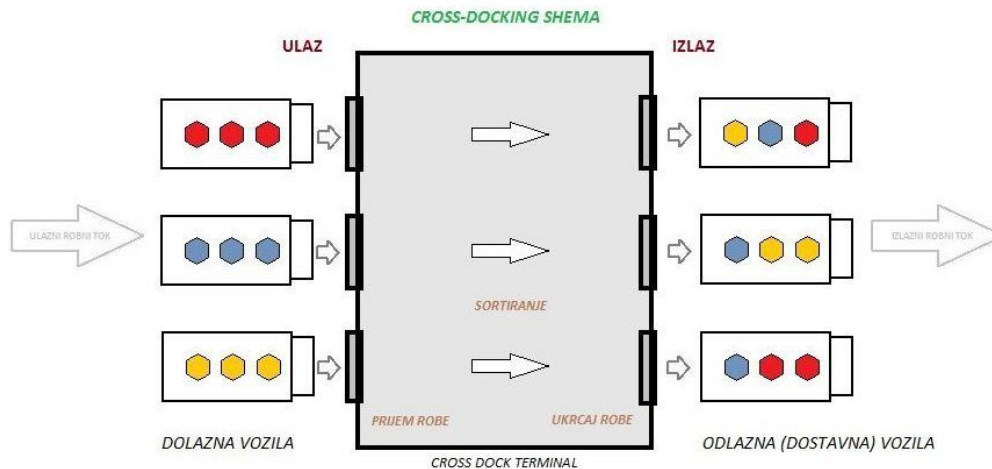 CROSS-DOCKING SHEMA
ULAZ
IZLAZ
ULAZNI ROBNI TOK
IZLAZNI ROBNI TOK
SORTIRANJE
PRIJEM ROBE
UKRCAJ ROBE
DOLAZNA VOZILA
ODLAZNA (DOSTAVNA) VOZILA
CROSS DOCK TERMINAL